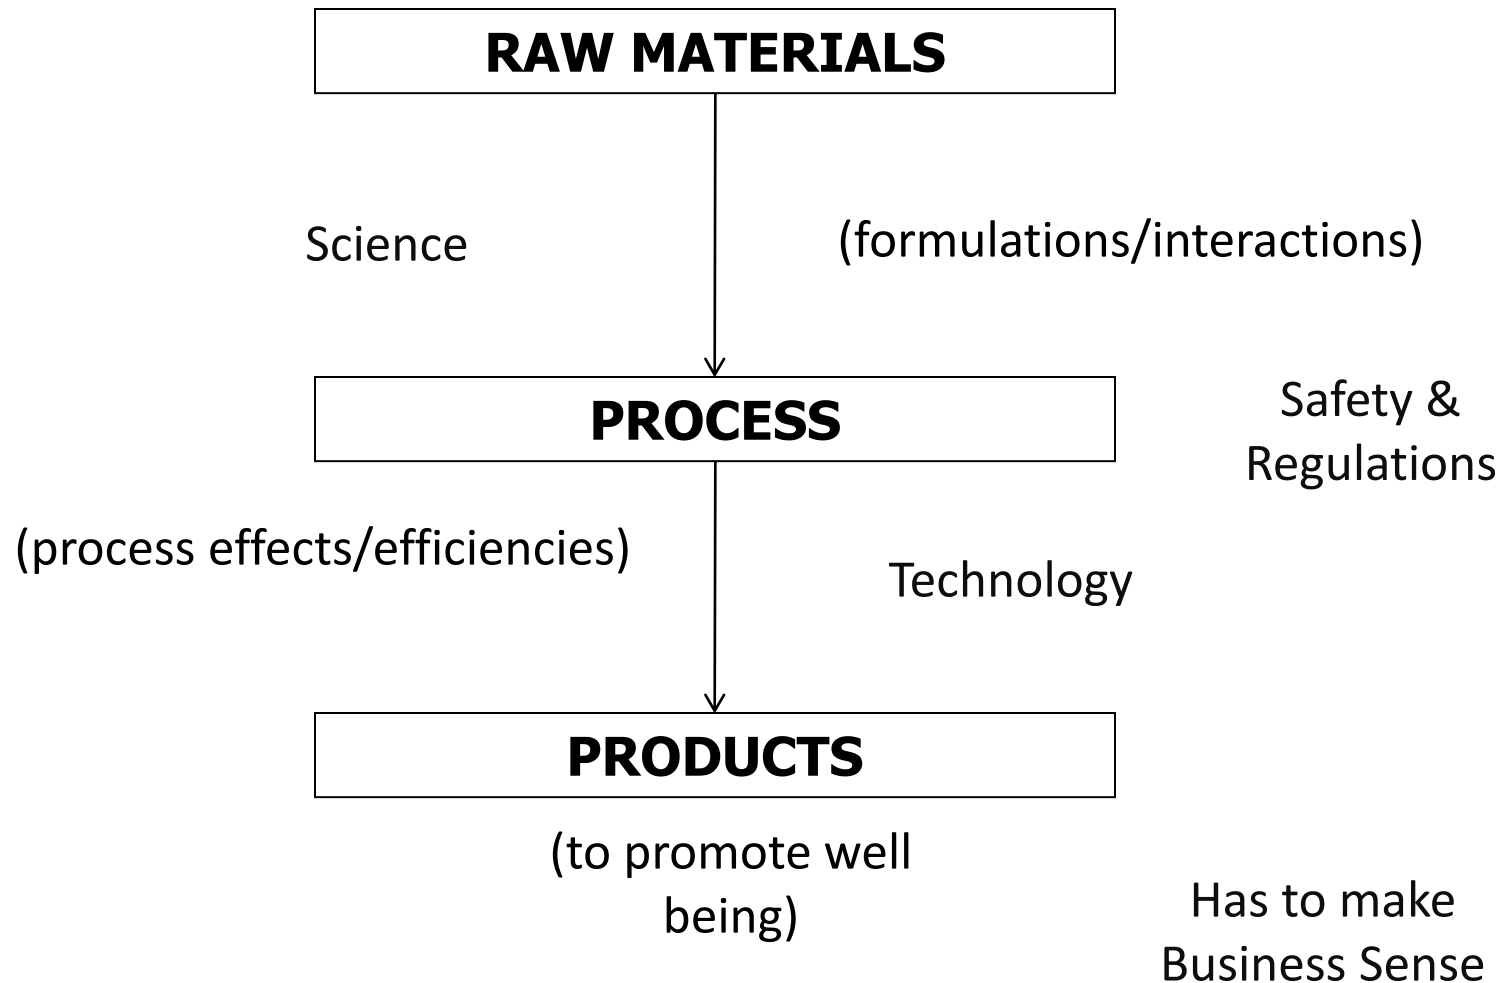 RAW MATERIALS
Science
(formulations/interactions)
PROCESS
Safety &
Regulations
(process effects/efficiencies)
Technology
PRODUCTS
(to promote well
being)
Has to make
Business Sense